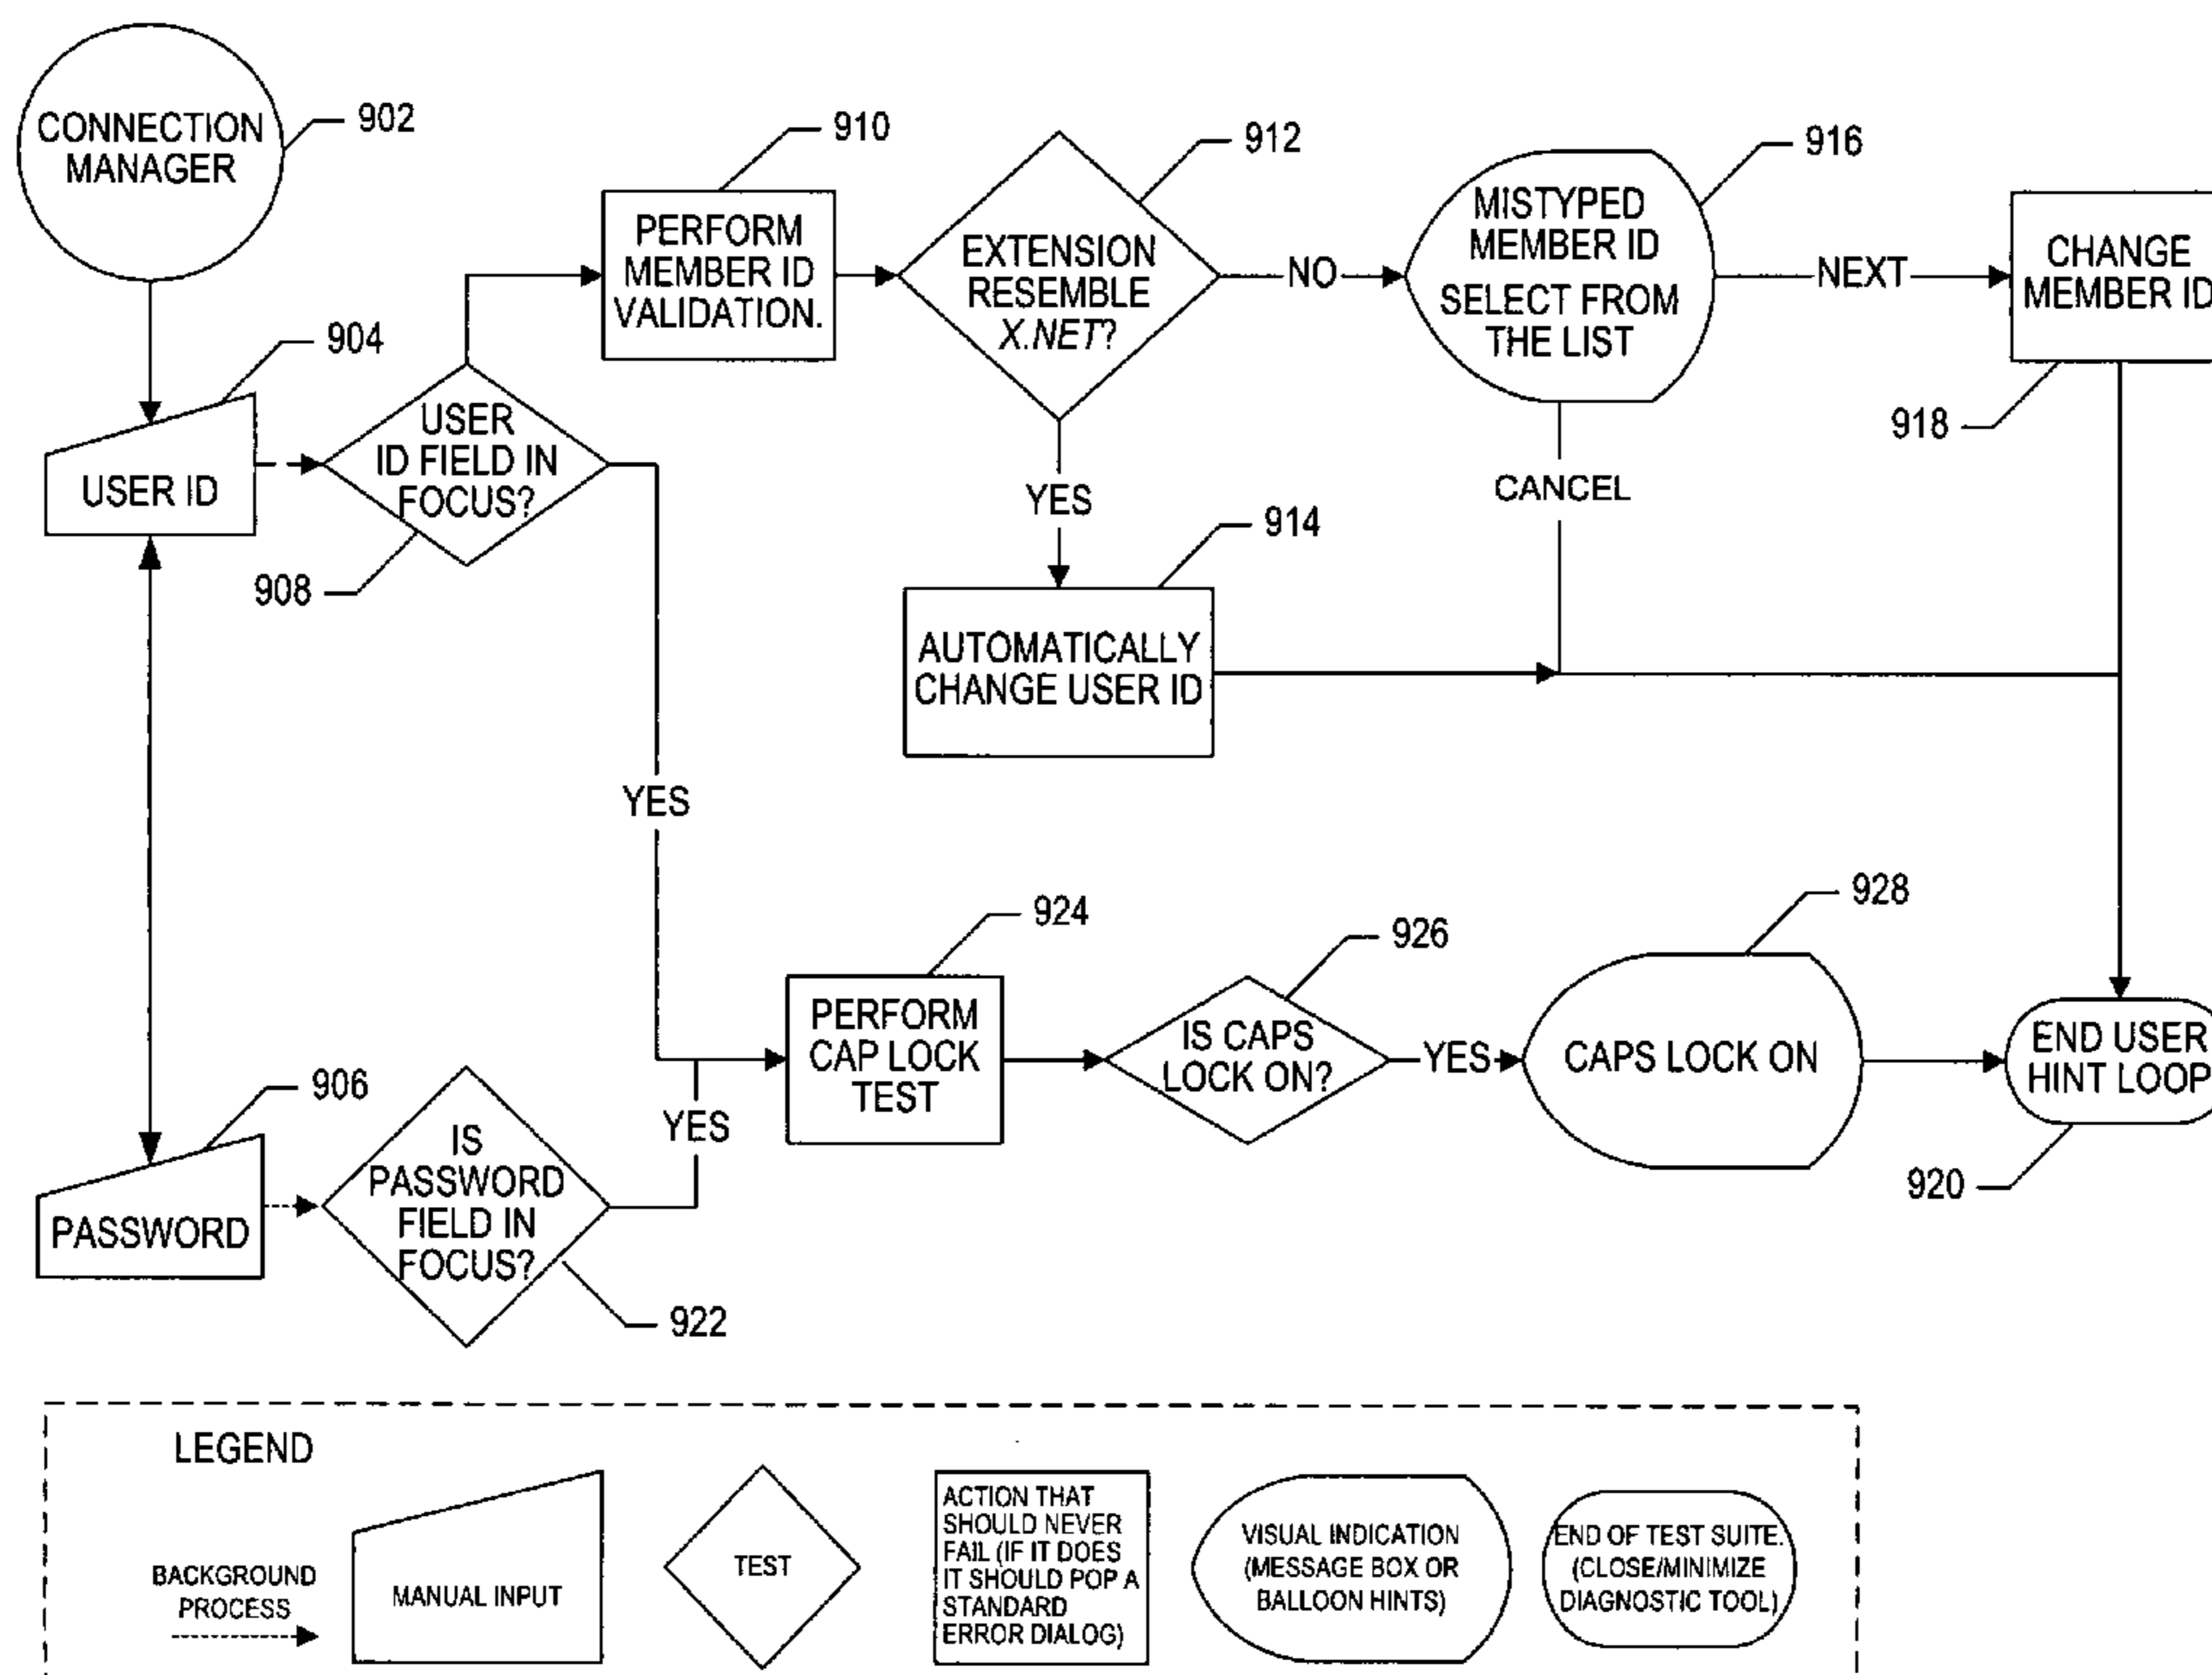 CONNECTION
MANAGER
902
904
USER ID
USER
ID FIELD IN
FOCUS?
908
910
PERFORM
MEMBER ID
VALIDATION.
912
EXTENSION
RESEMBLE
X.NET?
NO
YES
914
AUTOMATICALLY
CHANGE USER ID
916
MISTYPED
MEMBER ID
SELECT FROM
THE LIST
CANCEL
NEXT
CHANGE
MEMBER ID
918
YES
906
PASSWORD
IS
PASSWORD
FIELD IN
FOCUS?
922
YES
924
PERFORM
CAP LOCK
TEST
926
IS CAPS
LOCK ON?
YES
928
CAPS LOCK ON
END USER
HINT LOOP
920
LEGEND
BACKGROUND
PROCESS
MANUAL INPUT
TEST
ACTION THAT
SHOULD NEVER
FAIL (IF IT DOES
IT SHOULD POP A
STANDARD
ERROR DIALOG)
VISUAL INDICATION
(MESSAGE BOX OR
BALLOON HINTS)
END OF TEST SUITE.
(CLOSE/MINIMIZE
DIAGNOSTIC TOOL)